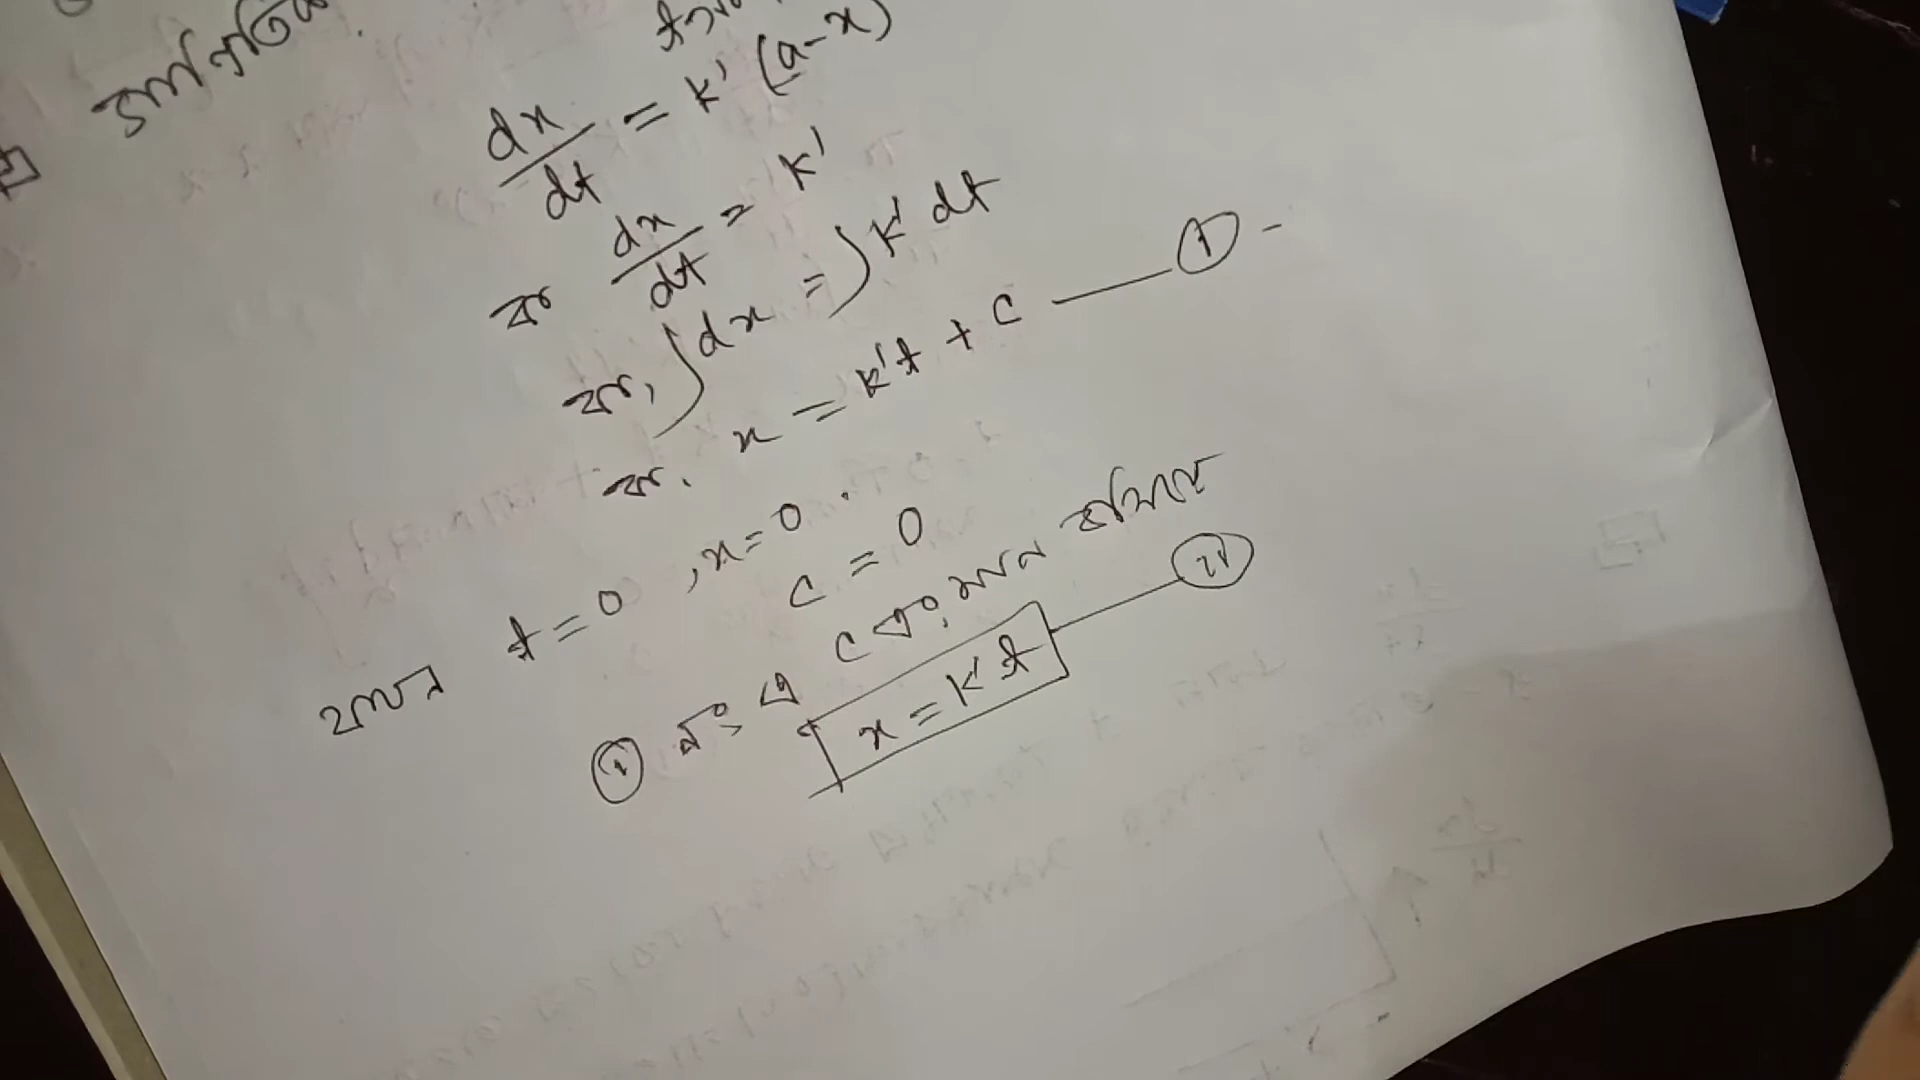 dx/dt = k' (a-x)
বা dx/dt = k'
বা, ∫dx = ∫k' dt
বা, x = k't + c —— ①
যখন t = 0 , x = 0
c = 0
① নং এ c এর মান বসিয়ে
x = k't —— ②